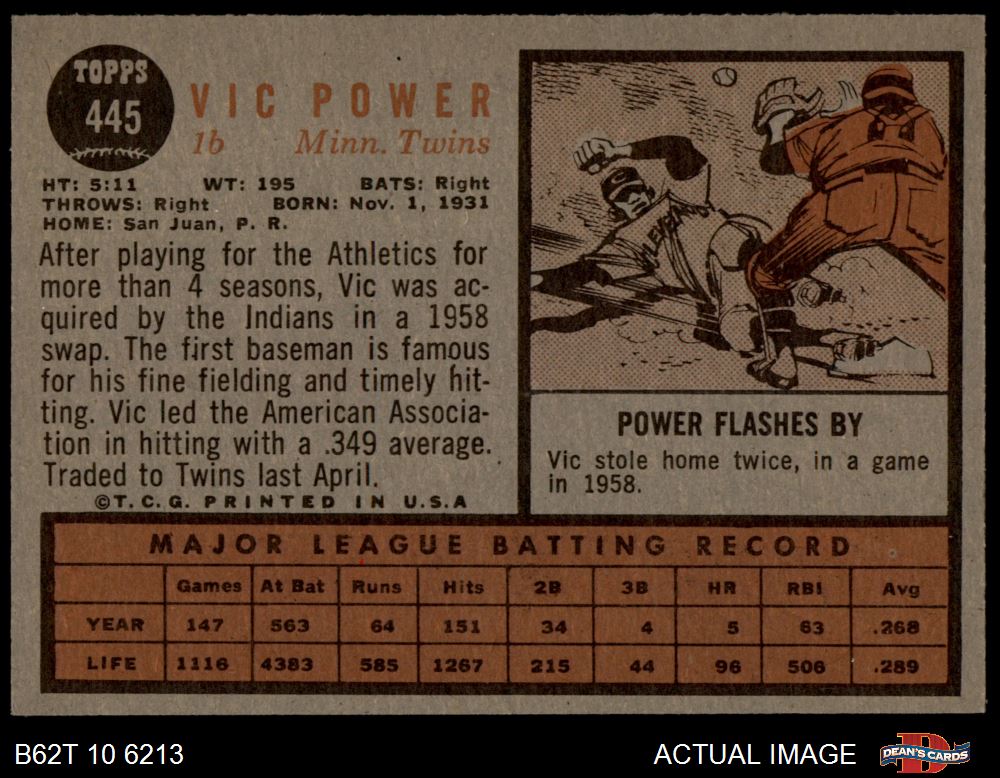 TOPPS
445
VIC POWER
1b Minn. Twins
HT: 5:11 WT: 195 BATS: Right
THROWS: Right BORN: Nov. 1, 1931
HOME: San Juan, P. R.
After playing for the Athletics for
more than 4 seasons, Vic was ac-
quired by the Indians in a 1958
swap. The first baseman is famous
for his fine fielding and timely hit-
ting. Vic led the American Associa-
tion in hitting with a .349 average.
Traded to Twins last April.
©T.C.G. PRINTED IN U.S.A
POWER FLASHES BY
Vic stole home twice, in a game
in 1958.
MAJOR LEAGUE BATTING RECORD
Games At Bat Runs Hits 2B 3B HR RBI Avg
YEAR 147 563 64 151 34 4 5 63 .268
LIFE 1116 4383 585 1267 215 44 96 506 .289
B62T 10 6213
ACTUAL IMAGE
DEAN'S CARDS